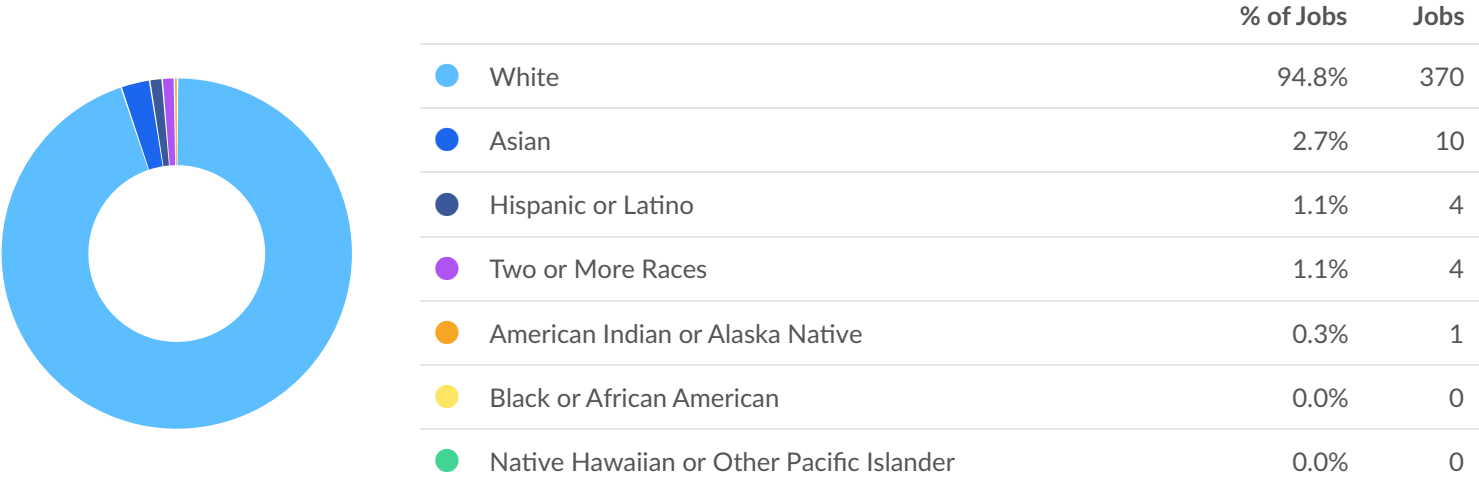 % of Jobs Jobs
White 94.8% 370
Asian 2.7% 10
Hispanic or Latino 1.1% 4
Two or More Races 1.1% 4
American Indian or Alaska Native 0.3% 1
Black or African American 0.0% 0
Native Hawaiian or Other Pacific Islander 0.0% 0